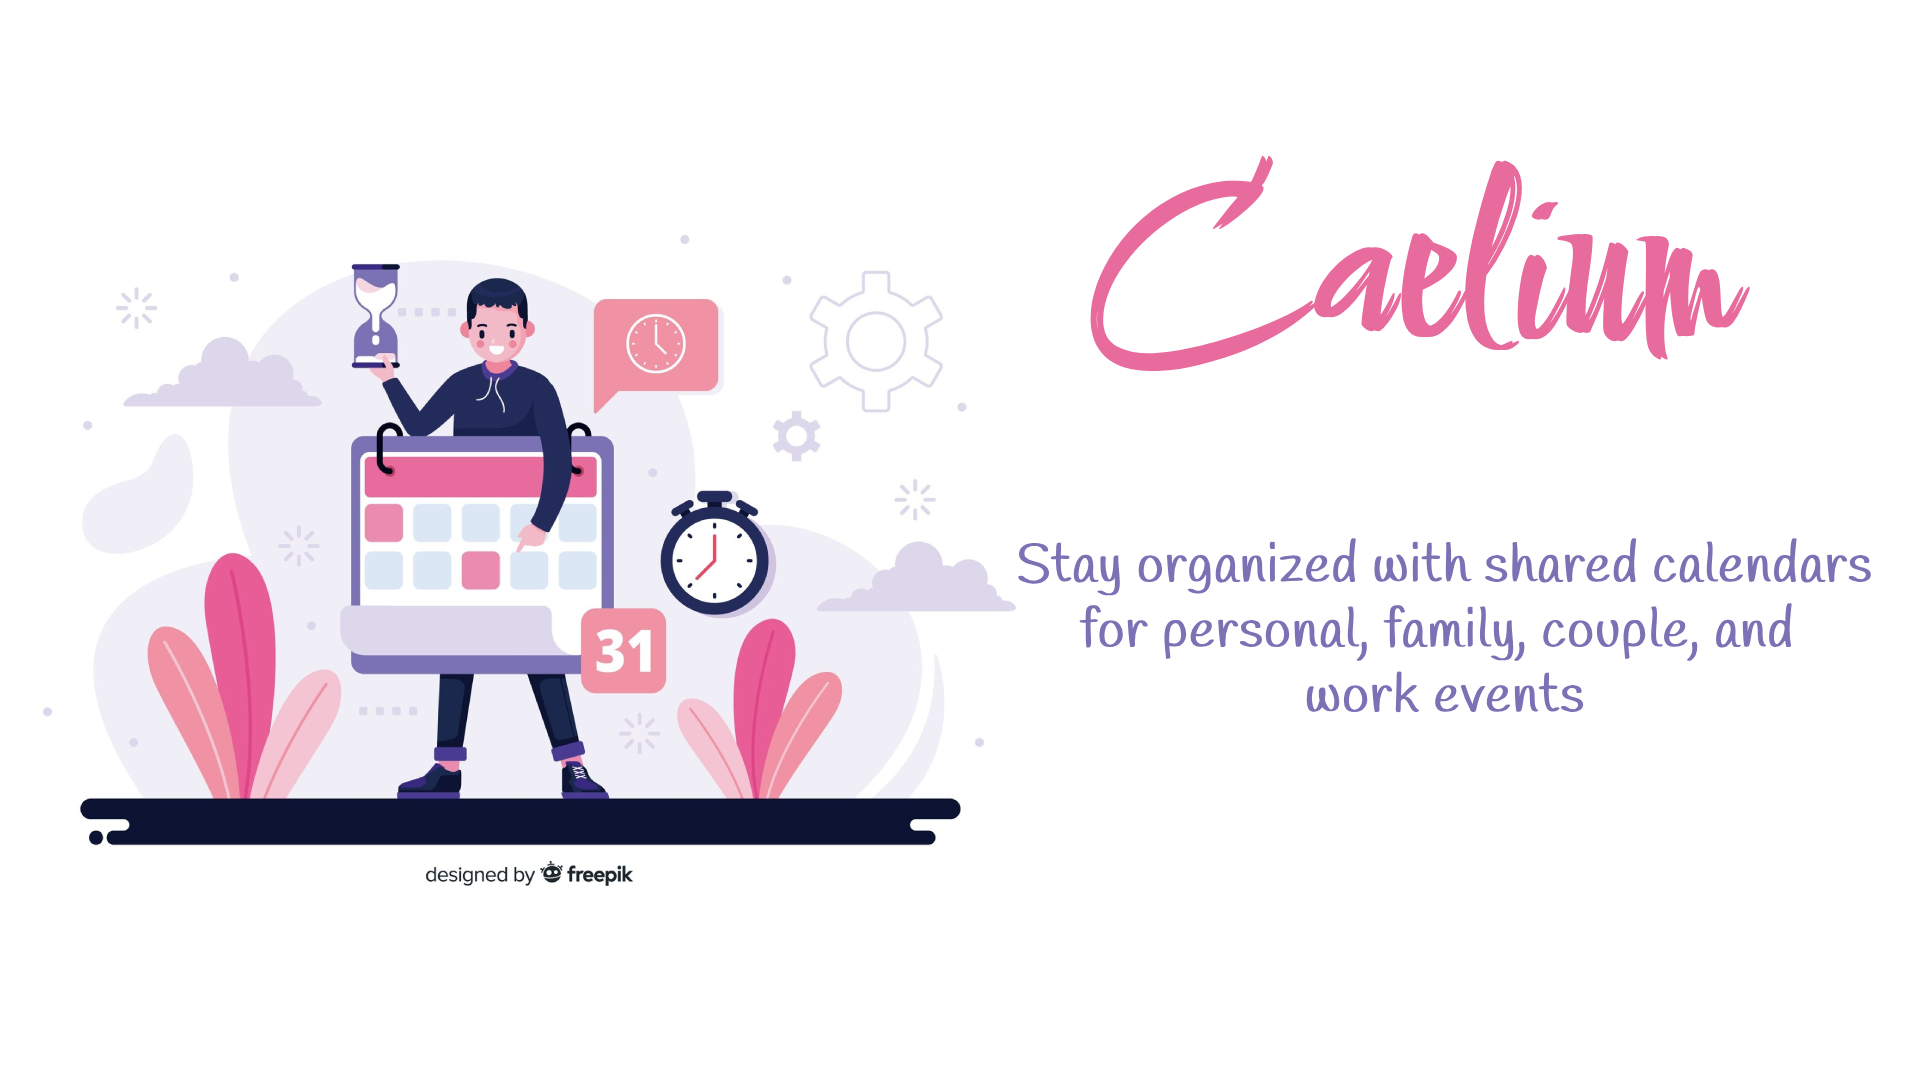 Caelium
Stay organized with shared calendars
for personal, family, couple, and
work events
31
designed by freepik